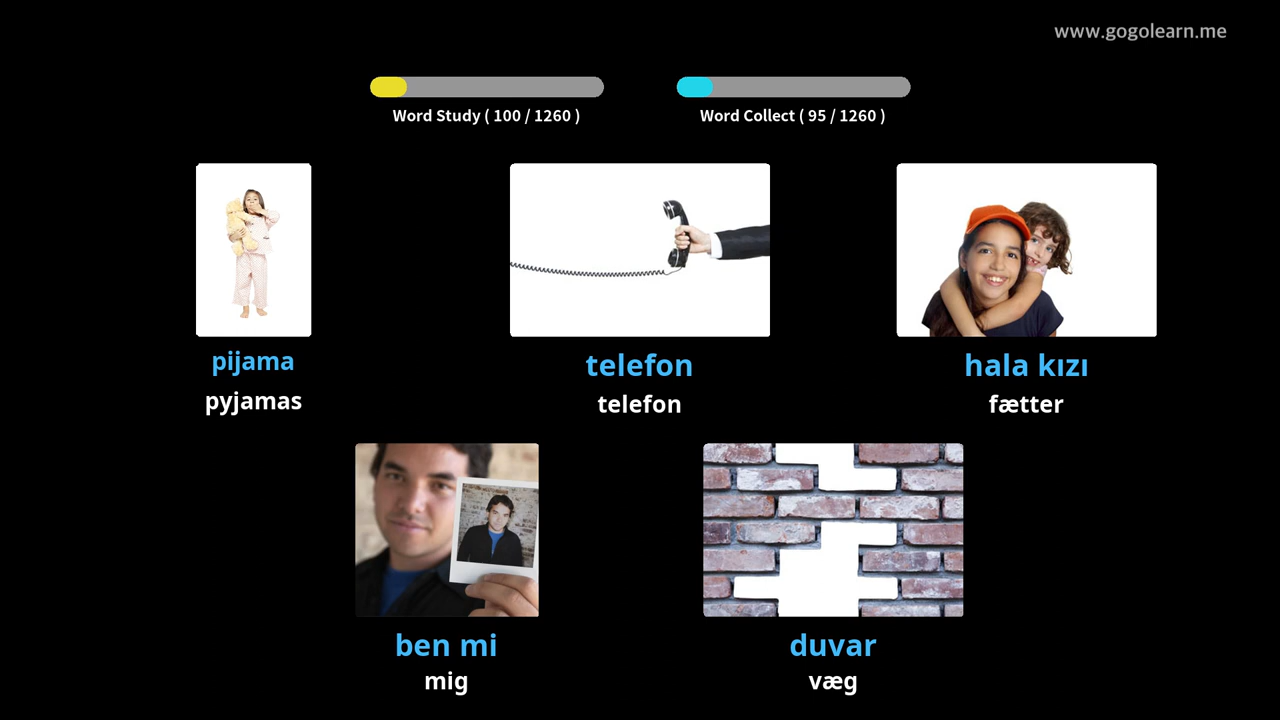 www.gogolearn.me
Word Study ( 100 / 1260 )
Word Collect ( 95 / 1260 )
pijama
telefon
hala kızı
pyjamas
telefon
fætter
ben mi
duvar
mig
væg